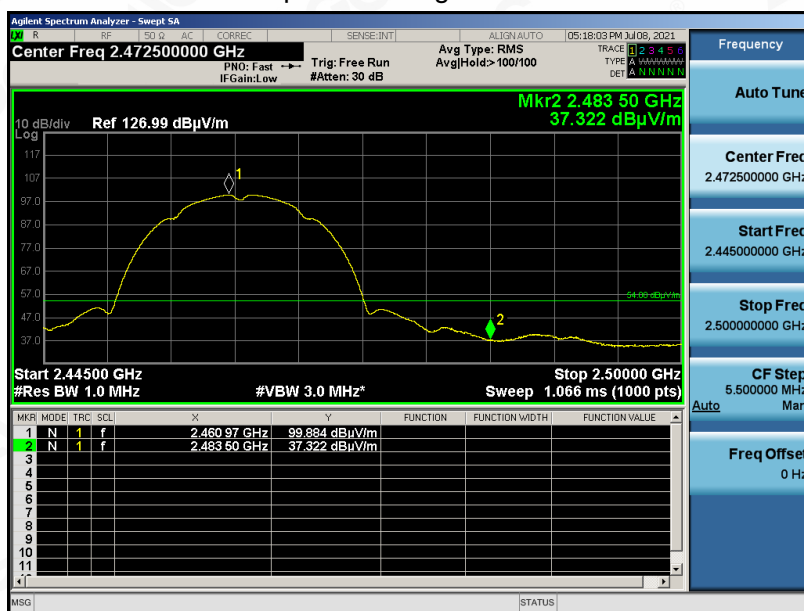 Agilent Spectrum Analyzer - Swept SA
LXI R RF 50 Ω AC CORREC SENSE:INT ALIGN AUTO 05:18:03 PM Jul 08, 2021
Center Freq 2.472500000 GHz
PNO: Fast
IFGain:Low
Trig: Free Run
#Atten: 30 dB
Avg Type: RMS
Avg|Hold:>100/100
TRACE 1 2 3 4 5 6
TYPE A
DET A N N N N N
Mkr2 2.483 50 GHz
37.322 dBµV/m
10 dB/div Ref 126.99 dBµV/m
Log
117
107
97.0
87.0
77.0
67.0
57.0
47.0
37.0
1
2
54.00 dBµV/m
Start 2.44500 GHz Stop 2.50000 GHz
#Res BW 1.0 MHz #VBW 3.0 MHz* Sweep 1.066 ms (1000 pts)
MKR MODE TRC SCL X Y FUNCTION FUNCTION WIDTH FUNCTION VALUE
1 N 1 f 2.460 97 GHz 99.884 dBµV/m
2 N 1 f 2.483 50 GHz 37.322 dBµV/m
3
4
5
6
7
8
9
10
11
MSG STATUS
Frequency
Auto Tune
Center Freq
2.472500000 GHz
Start Freq
2.445000000 GHz
Stop Freq
2.500000000 GHz
CF Step
5.500000 MHz
Auto Man
Freq Offset
0 Hz